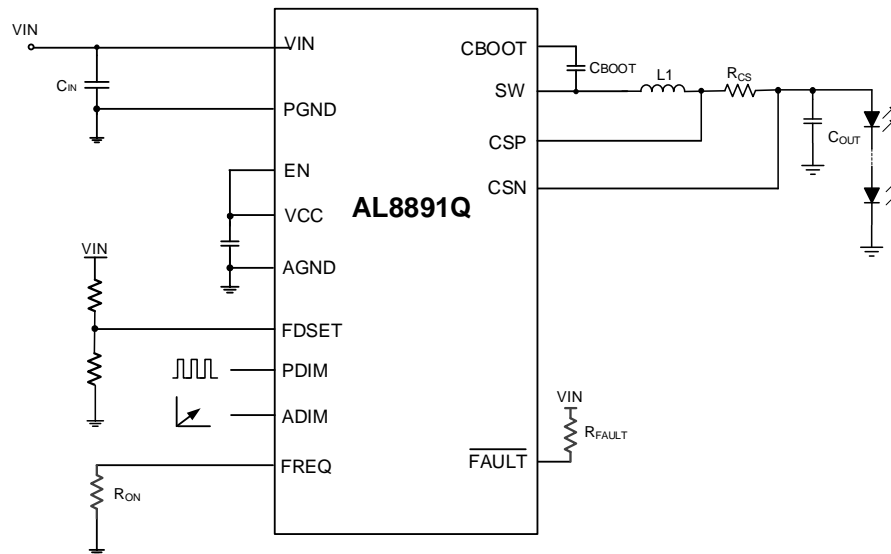 VIN
VIN
CIN
PGND
EN
VCC
AGND
VIN
FDSET
PDIM
ADIM
FREQ
RON
AL8891Q
CBOOT
CBOOT
SW
L1
RCS
CSP
COUT
CSN
VIN
RFAULT
FAULT